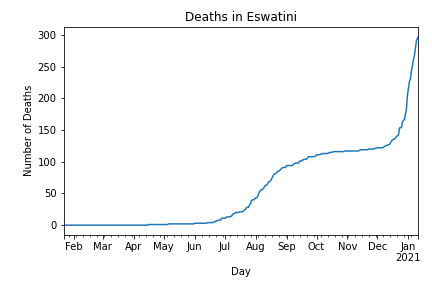 Deaths in Eswatini
Number of Deaths
300
250
200
150
100
50
0
Feb Mar Apr May Jun Jul Aug Sep Oct Nov Dec Jan
2021
Day